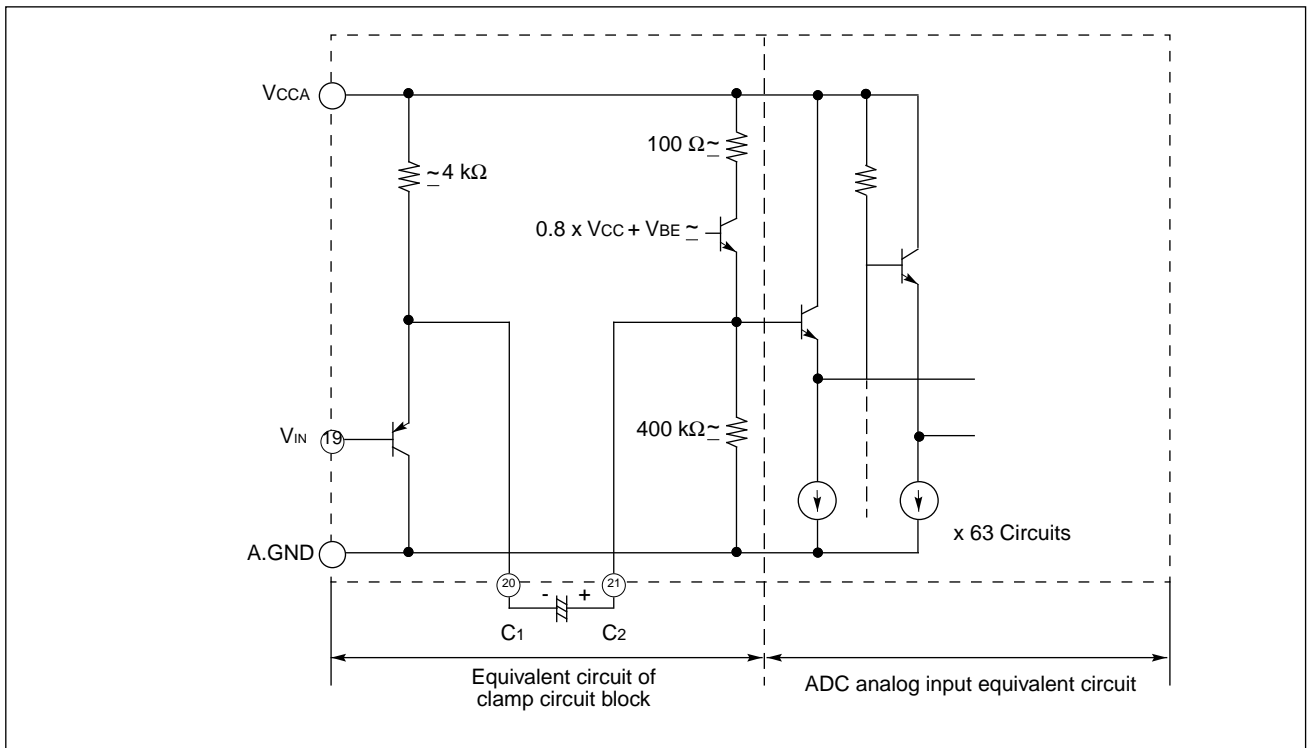 VCCA
100 Ω~
~4 kΩ
0.8 x VCC + VBE ~
400 kΩ~
VIN 19
x 63 Circuits
A.GND
20 21
- +
C1 C2
Equivalent circuit of
clamp circuit block
ADC analog input equivalent circuit